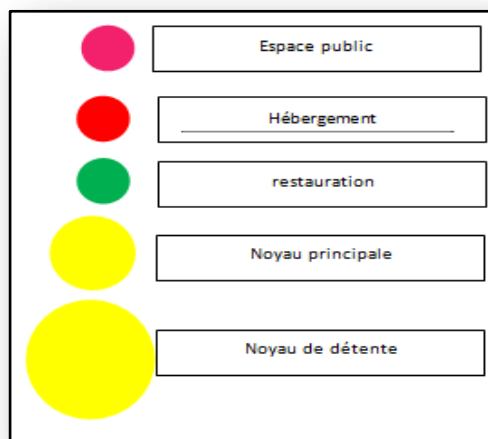 Espace public
Hébergement
restauration
Noyau principale
Noyau de détente